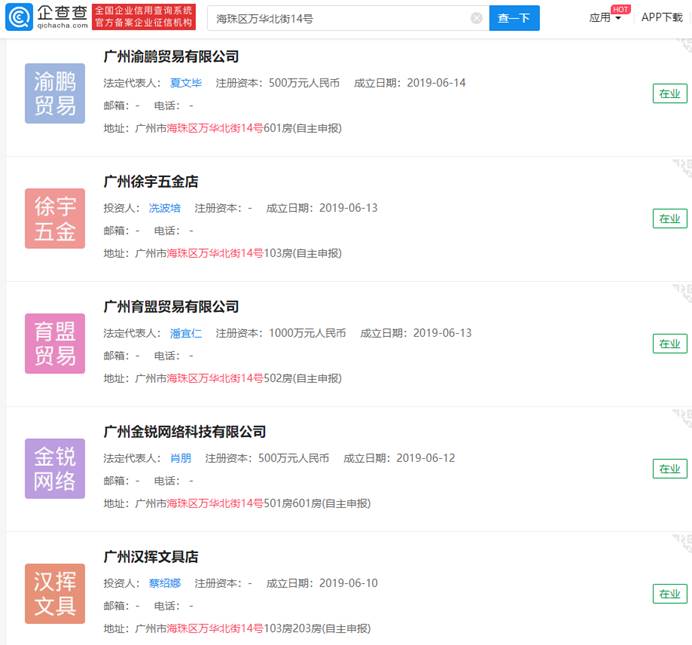 企查查
qichacha.com
全国企业信用查询系统
官方备案企业征信机构
海珠区万华北街14号
查一下
应用
HOT
APP下载
渝鹏
贸易
广州渝鹏贸易有限公司
法定代表人： 夏文毕 注册资本：500万元人民币 成立日期：2019-06-14
邮箱：- 电话：-
地址：广州市海珠区万华北街14号601房(自主申报)
在业
徐宇
五金
广州徐宇五金店
投资人： 冼波培 注册资本：- 成立日期：2019-06-13
邮箱：- 电话：-
地址：广州市海珠区万华北街14号103房(自主申报)
在业
育盟
贸易
广州育盟贸易有限公司
法定代表人： 潘宜仁 注册资本：1000万元人民币 成立日期：2019-06-13
邮箱：- 电话：-
地址：广州市海珠区万华北街14号502房(自主申报)
在业
金锐
网络
广州金锐网络科技有限公司
法定代表人： 肖朋 注册资本：500万元人民币 成立日期：2019-06-12
邮箱：- 电话：-
地址：广州市海珠区万华北街14号501房601房(自主申报)
在业
汉挥
文具
广州汉挥文具店
投资人： 蔡绍娜 注册资本：- 成立日期：2019-06-10
邮箱：- 电话：-
地址：广州市海珠区万华北街14号103房203房(自主申报)
在业